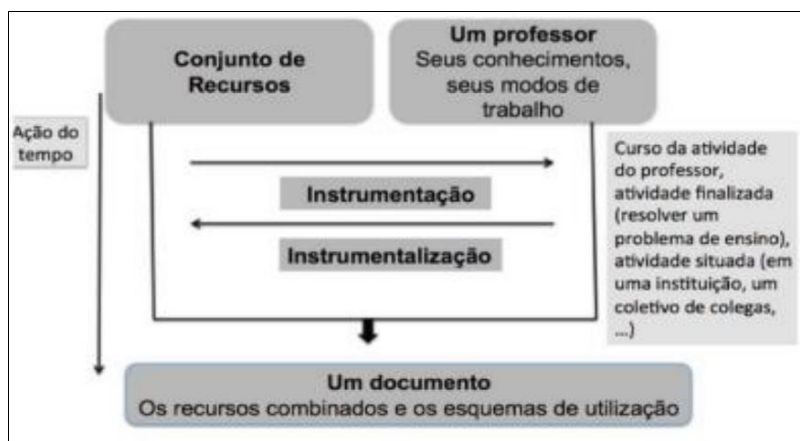 Conjunto de
Recursos
Um professor
Seus conhecimentos,
seus modos de
trabalho
Ação do
tempo
Instrumentação
Instrumentalização
Curso da atividade
do professor,
atividade finalizada
(resolver um
problema de ensino),
atividade situada (em
uma instituição, um
coletivo de colegas,
...)
Um documento
Os recursos combinados e os esquemas de utilização